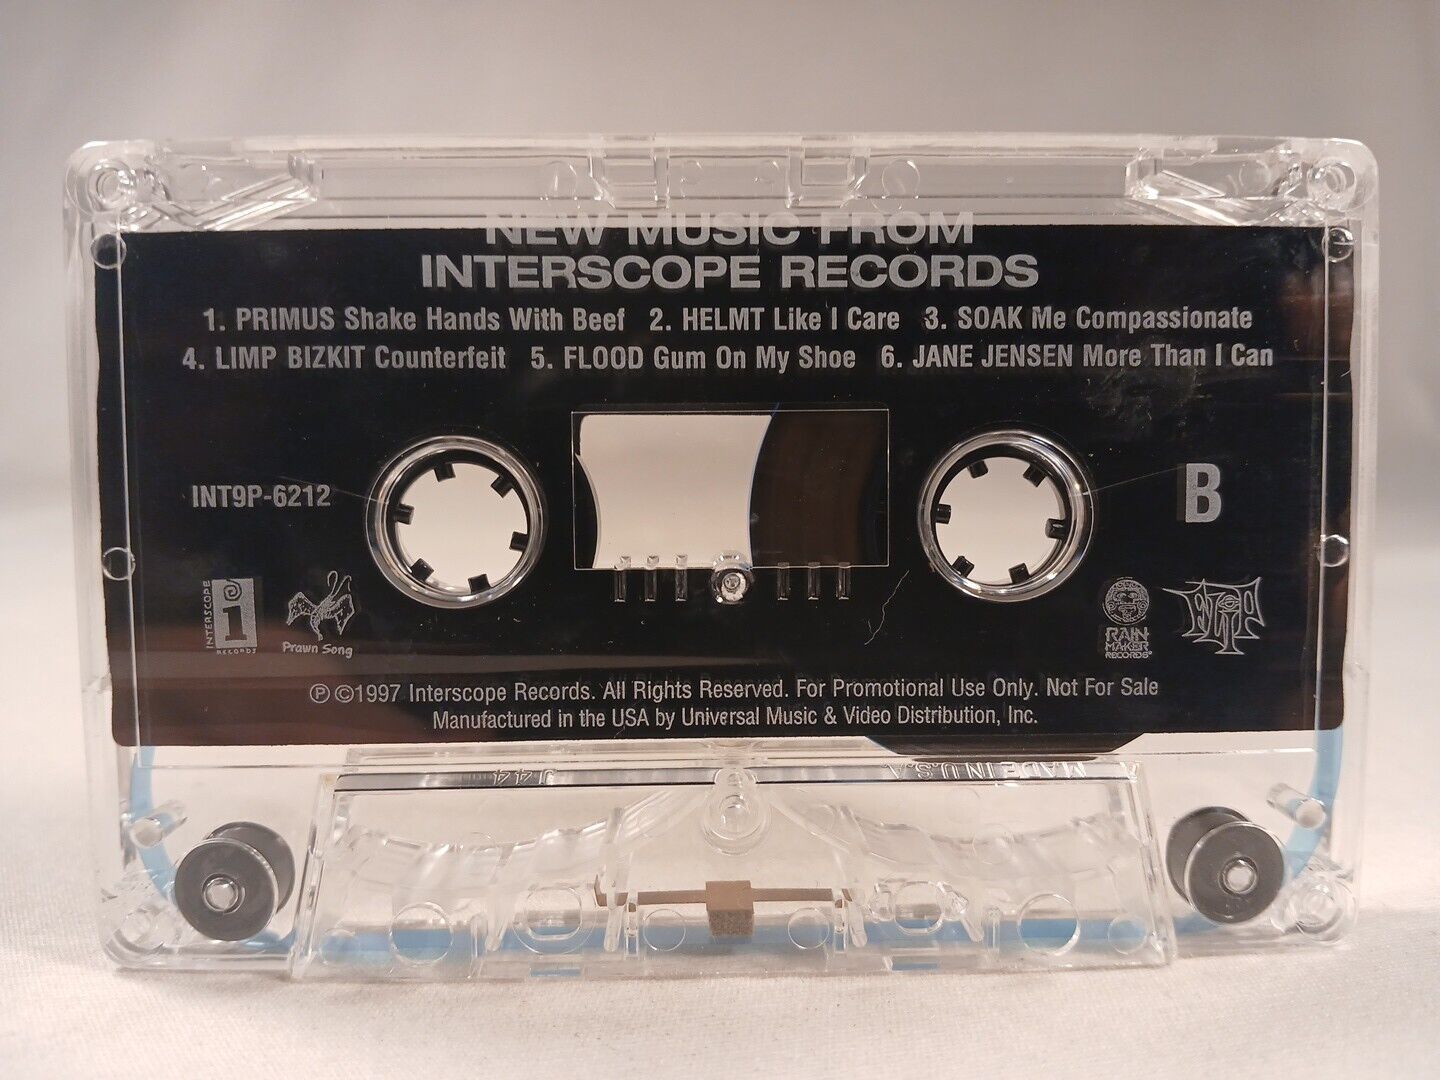 NEW MUSIC FROM
INTERSCOPE RECORDS
1. PRIMUS Shake Hands With Beef 2. HELMT Like I Care 3. SOAK Me Compassionate
4. LIMP BIZKIT Counterfeit 5. FLOOD Gum On My Shoe 6. JANE JENSEN More Than I Can
INT9P-6212
B
INTERSCOPE
i
RECORDS
Prawn Song
RAIN
MAKER
RECORDS®
℗ ©1997 Interscope Records. All Rights Reserved. For Promotional Use Only. Not For Sale
Manufactured in the USA by Universal Music & Video Distribution, Inc.
MADE IN U.S.A.